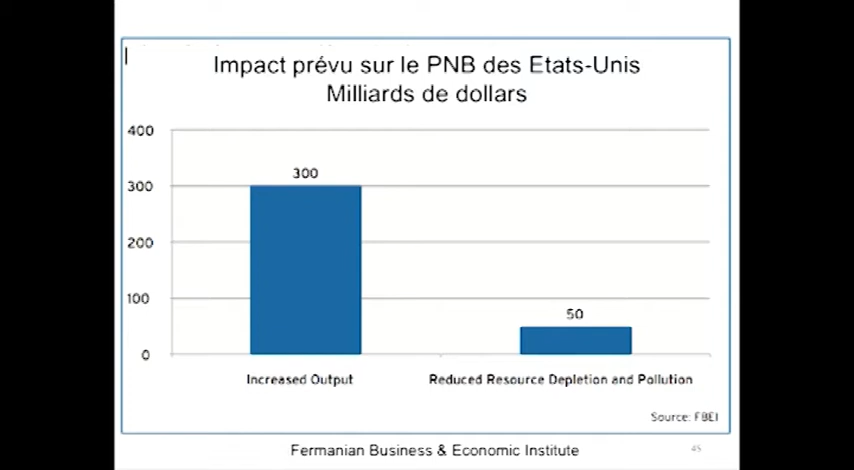 Impact prévu sur le PNB des Etats-Unis
Milliards de dollars
400
300
300
200
100
50
0
Increased Output
Reduced Resource Depletion and Pollution
Source: FBEI
Fermanian Business & Economic Institute
45